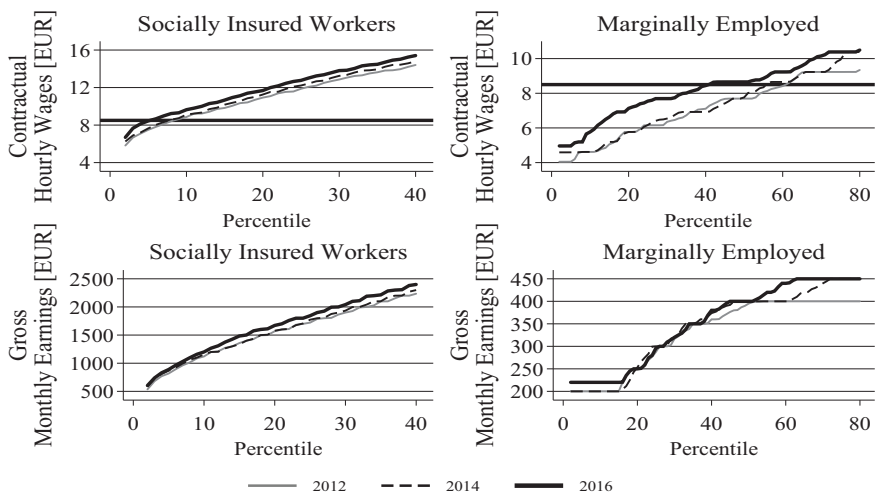 Socially Insured Workers
Contractual
Hourly Wages [EUR]
16
12
8
4
0 10 20 30 40
Percentile
Marginally Employed
Contractual
Hourly Wages [EUR]
10
8
6
4
0 20 40 60 80
Percentile
Socially Insured Workers
Gross
Monthly Earnings [EUR]
2500
2000
1500
1000
500
0 10 20 30 40
Percentile
Marginally Employed
Gross
Monthly Earnings [EUR]
450
400
350
300
250
200
0 20 40 60 80
Percentile
2012 2014 2016